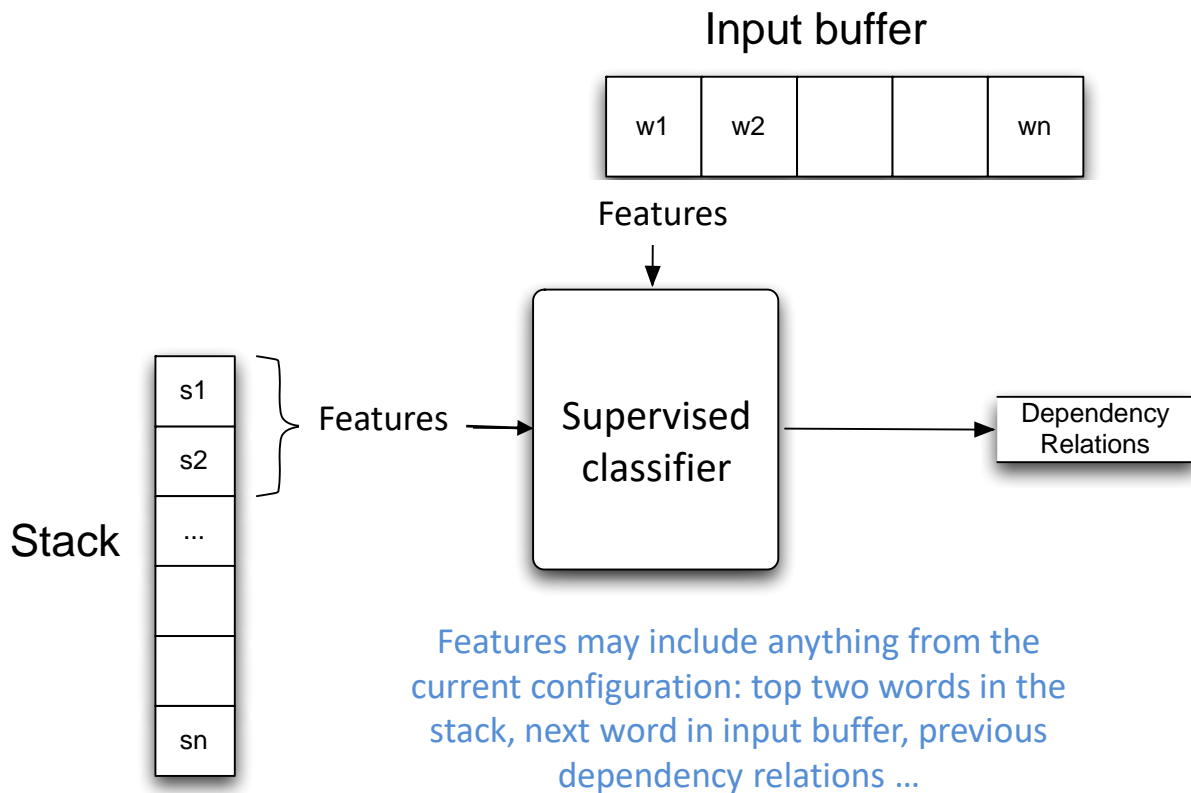 Input buffer
w1 w2 wn
Features
s1
s2
...
sn
Stack
Features
Supervised
classifier
Dependency
Relations
Features may include anything from the
current configuration: top two words in the
stack, next word in input buffer, previous
dependency relations ...